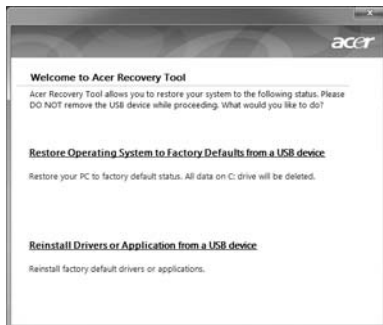 acer
Welcome to Acer Recovery Tool
Acer Recovery Tool allows you to restore your system to the following status. Please
DO NOT remove the USB device while proceeding. What would you like to do?
Restore Operating System to Factory Defaults from a USB device
Restore your PC to factory default status. All data on C: drive will be deleted.
Reinstall Drivers or Application from a USB device
Reinstall factory default drivers or applications.